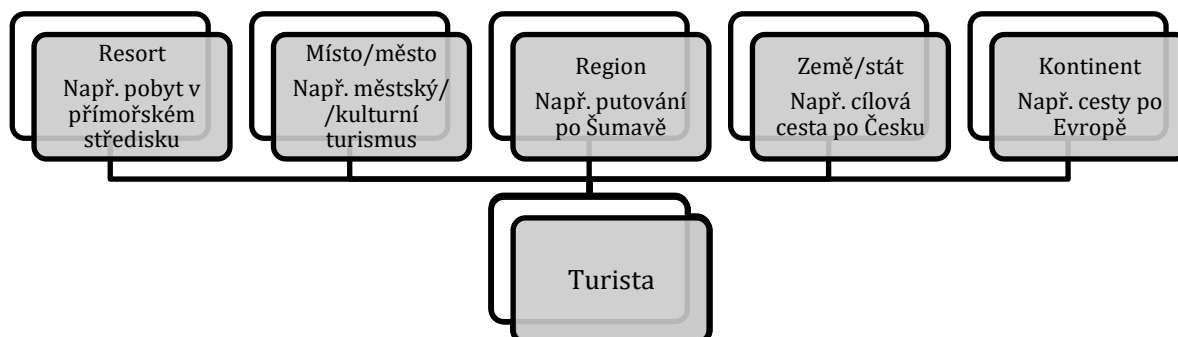 Resort
Např. pobyt v
přímořském
středisku
Místo/město
Např. městský/
/kulturní
turismus
Region
Např. putování
po Šumavě
Země/stát
Např. cílová
cesta po Česku
Kontinent
Např. cesty po
Evropě
Turista